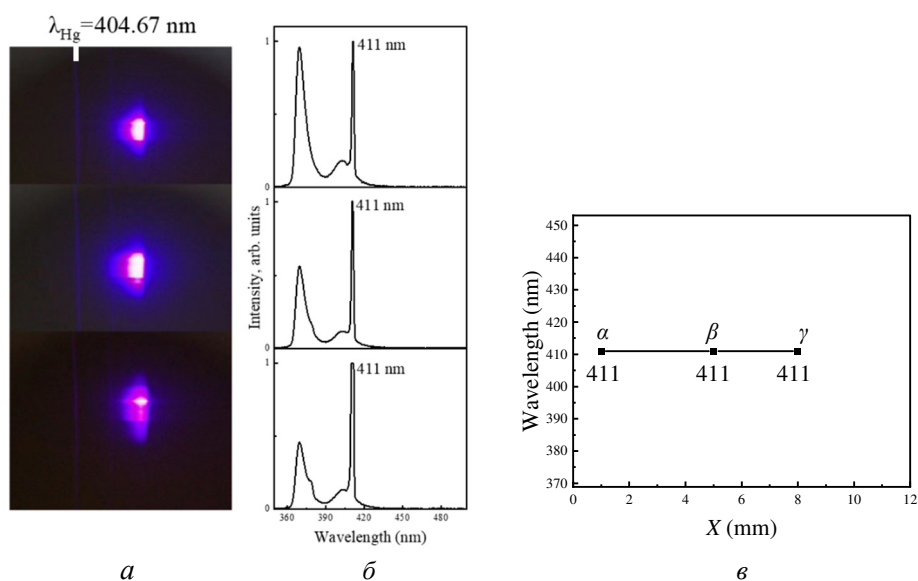 λHg=404.67 nm
1
411 nm
0
1
411 nm
0
1
411 nm
0
360 390 420 450 480
Wavelength (nm)
Intensity, arb. units
450
440
430
420
410
400
390
380
370
Wavelength (nm)
α β γ
411 411 411
0 2 4 6 8 10 12
X (mm)
а б в